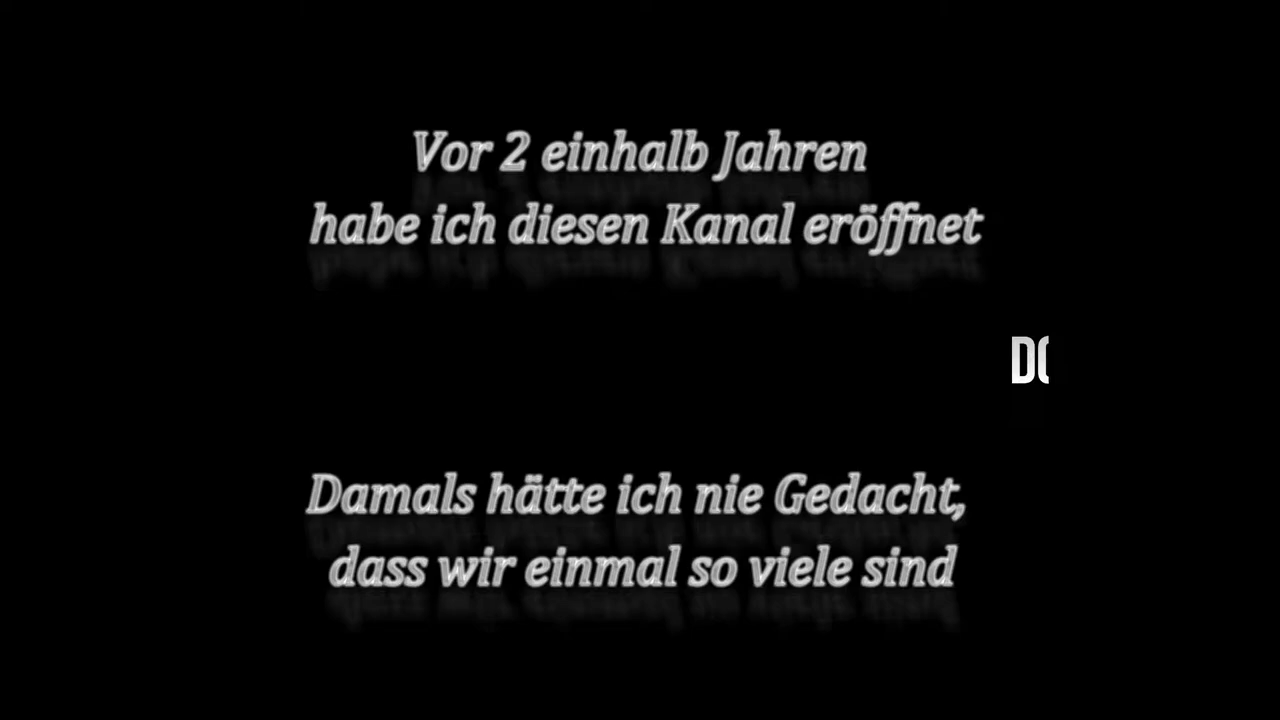 Vor 2 einhalb Jahren
habe ich diesen Kanal eröffnet
Damals hätte ich nie Gedacht,
dass wir einmal so viele sind